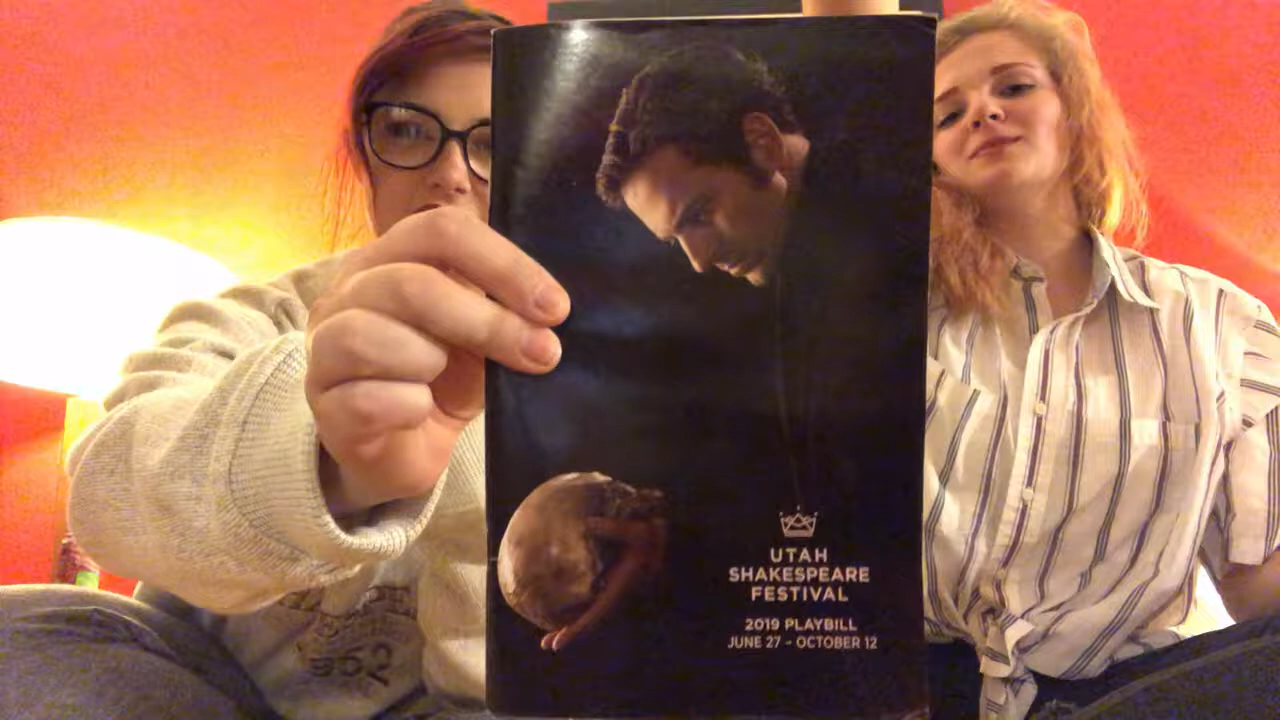 UTAH
SHAKESPEARE
FESTIVAL
2019 PLAYBILL
JUNE 27 - OCTOBER 12